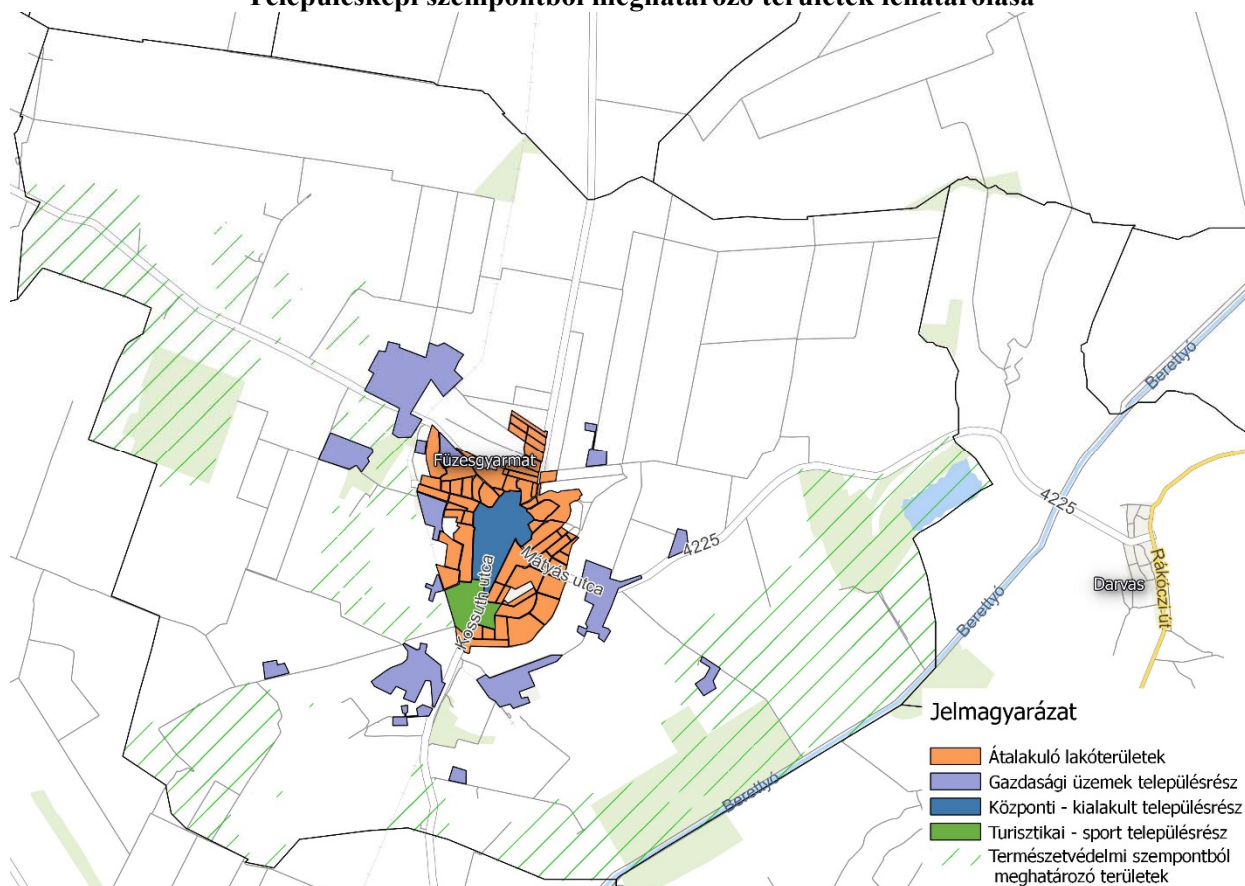 Településképi szempontból meghatározó területek lehatárolása
Berettyó
Füzesgyarmat
4225
4225
Mátyás utca
Kossuth utca
Rákóczi út
Darvas
Berettyó
Berettyó
Jelmagyarázat
Átalakuló lakóterületek
Gazdasági üzemek településrész
Központi - kialakult településrész
Turisztikai - sport településrész
Természetvédelmi szempontból
meghatározó területek